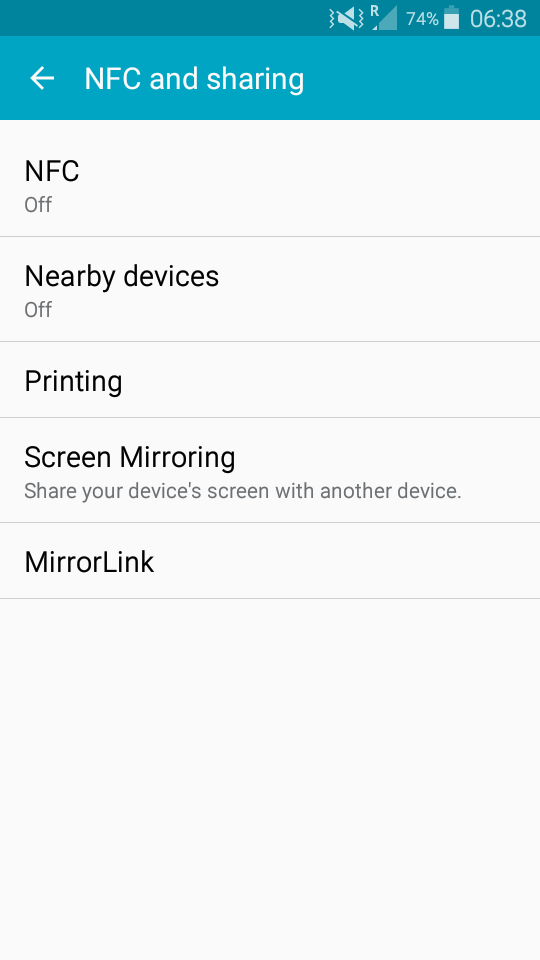 R 74% 06:38
NFC and sharing
NFC
Off
Nearby devices
Off
Printing
Screen Mirroring
Share your device's screen with another device.
MirrorLink